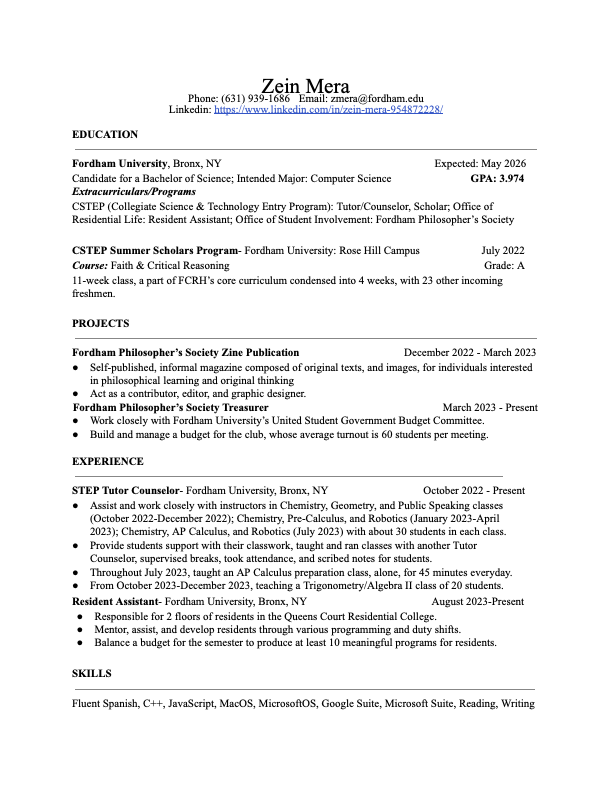 Zein Mera
Phone: (631) 939-1686 Email: zmera@fordham.edu
Linkedin: https://www.linkedin.com/in/zein-mera-954872228/
EDUCATION
Fordham University, Bronx, NY Expected: May 2026
Candidate for a Bachelor of Science; Intended Major: Computer Science GPA: 3.974
Extracurriculars/Programs
CSTEP (Collegiate Science & Technology Entry Program): Tutor/Counselor, Scholar; Office of
Residential Life: Resident Assistant; Office of Student Involvement: Fordham Philosopher's Society
CSTEP Summer Scholars Program- Fordham University: Rose Hill Campus July 2022
Course: Faith & Critical Reasoning Grade: A
11-week class, a part of FCRH's core curriculum condensed into 4 weeks, with 23 other incoming
freshmen.
PROJECTS
Fordham Philosopher's Society Zine Publication December 2022 - March 2023
● Self-published, informal magazine composed of original texts, and images, for individuals interested
in philosophical learning and original thinking
● Act as a contributor, editor, and graphic designer.
Fordham Philosopher's Society Treasurer March 2023 - Present
● Work closely with Fordham University's United Student Government Budget Committee.
● Build and manage a budget for the club, whose average turnout is 60 students per meeting.
EXPERIENCE
STEP Tutor Counselor- Fordham University, Bronx, NY October 2022 - Present
● Assist and work closely with instructors in Chemistry, Geometry, and Public Speaking classes
(October 2022-December 2022); Chemistry, Pre-Calculus, and Robotics (January 2023-April
2023); Chemistry, AP Calculus, and Robotics (July 2023) with about 30 students in each class.
● Provide students support with their classwork, taught and ran classes with another Tutor
Counselor, supervised breaks, took attendance, and scribed notes for students.
● Throughout July 2023, taught an AP Calculus preparation class, alone, for 45 minutes everyday.
● From October 2023-December 2023, teaching a Trigonometry/Algebra II class of 20 students.
Resident Assistant- Fordham University, Bronx, NY August 2023-Present
● Responsible for 2 floors of residents in the Queens Court Residential College.
● Mentor, assist, and develop residents through various programming and duty shifts.
● Balance a budget for the semester to produce at least 10 meaningful programs for residents.
SKILLS
Fluent Spanish, C++, JavaScript, MacOS, MicrosoftOS, Google Suite, Microsoft Suite, Reading, Writing